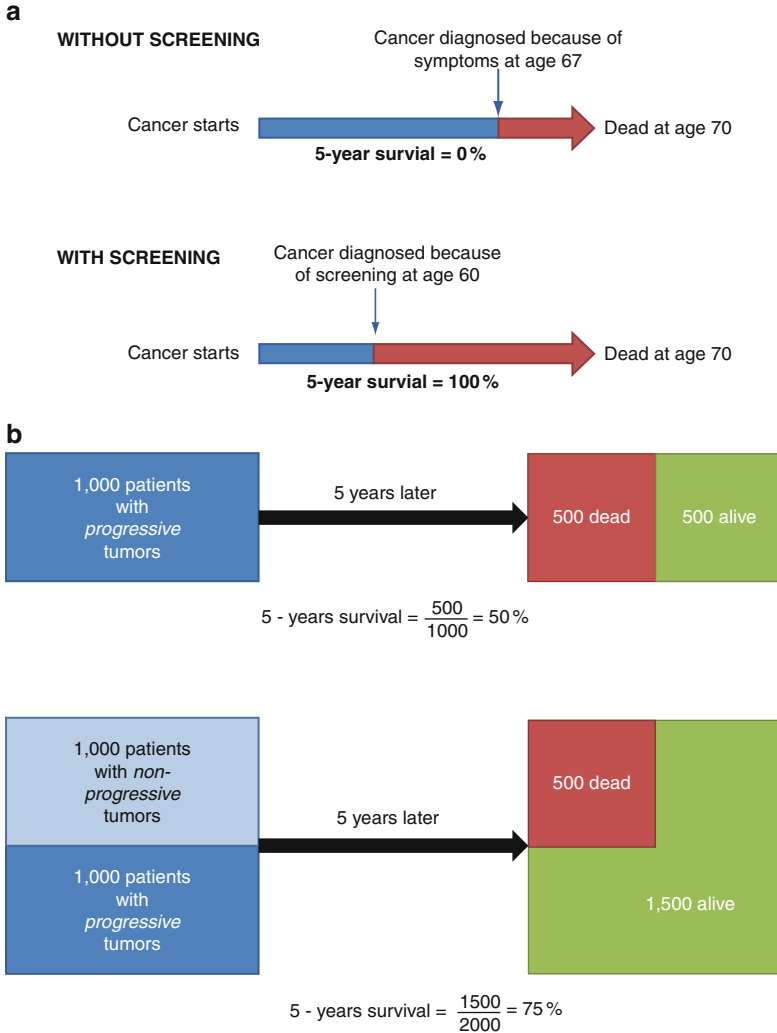 a
WITHOUT SCREENING
Cancer diagnosed because of
symptoms at age 67
Cancer starts
Dead at age 70
5-year survial = 0 %
WITH SCREENING
Cancer diagnosed because
of screening at age 60
Cancer starts
Dead at age 70
5-year survial = 100 %
b
1,000 patients
with
progressive
tumors
5 years later
500 dead
500 alive
5 - years survival = 500/1000 = 50 %
1,000 patients
with non-
progressive
tumors
1,000 patients
with
progressive
tumors
5 years later
500 dead
1,500 alive
5 - years survival = 1500/2000 = 75 %